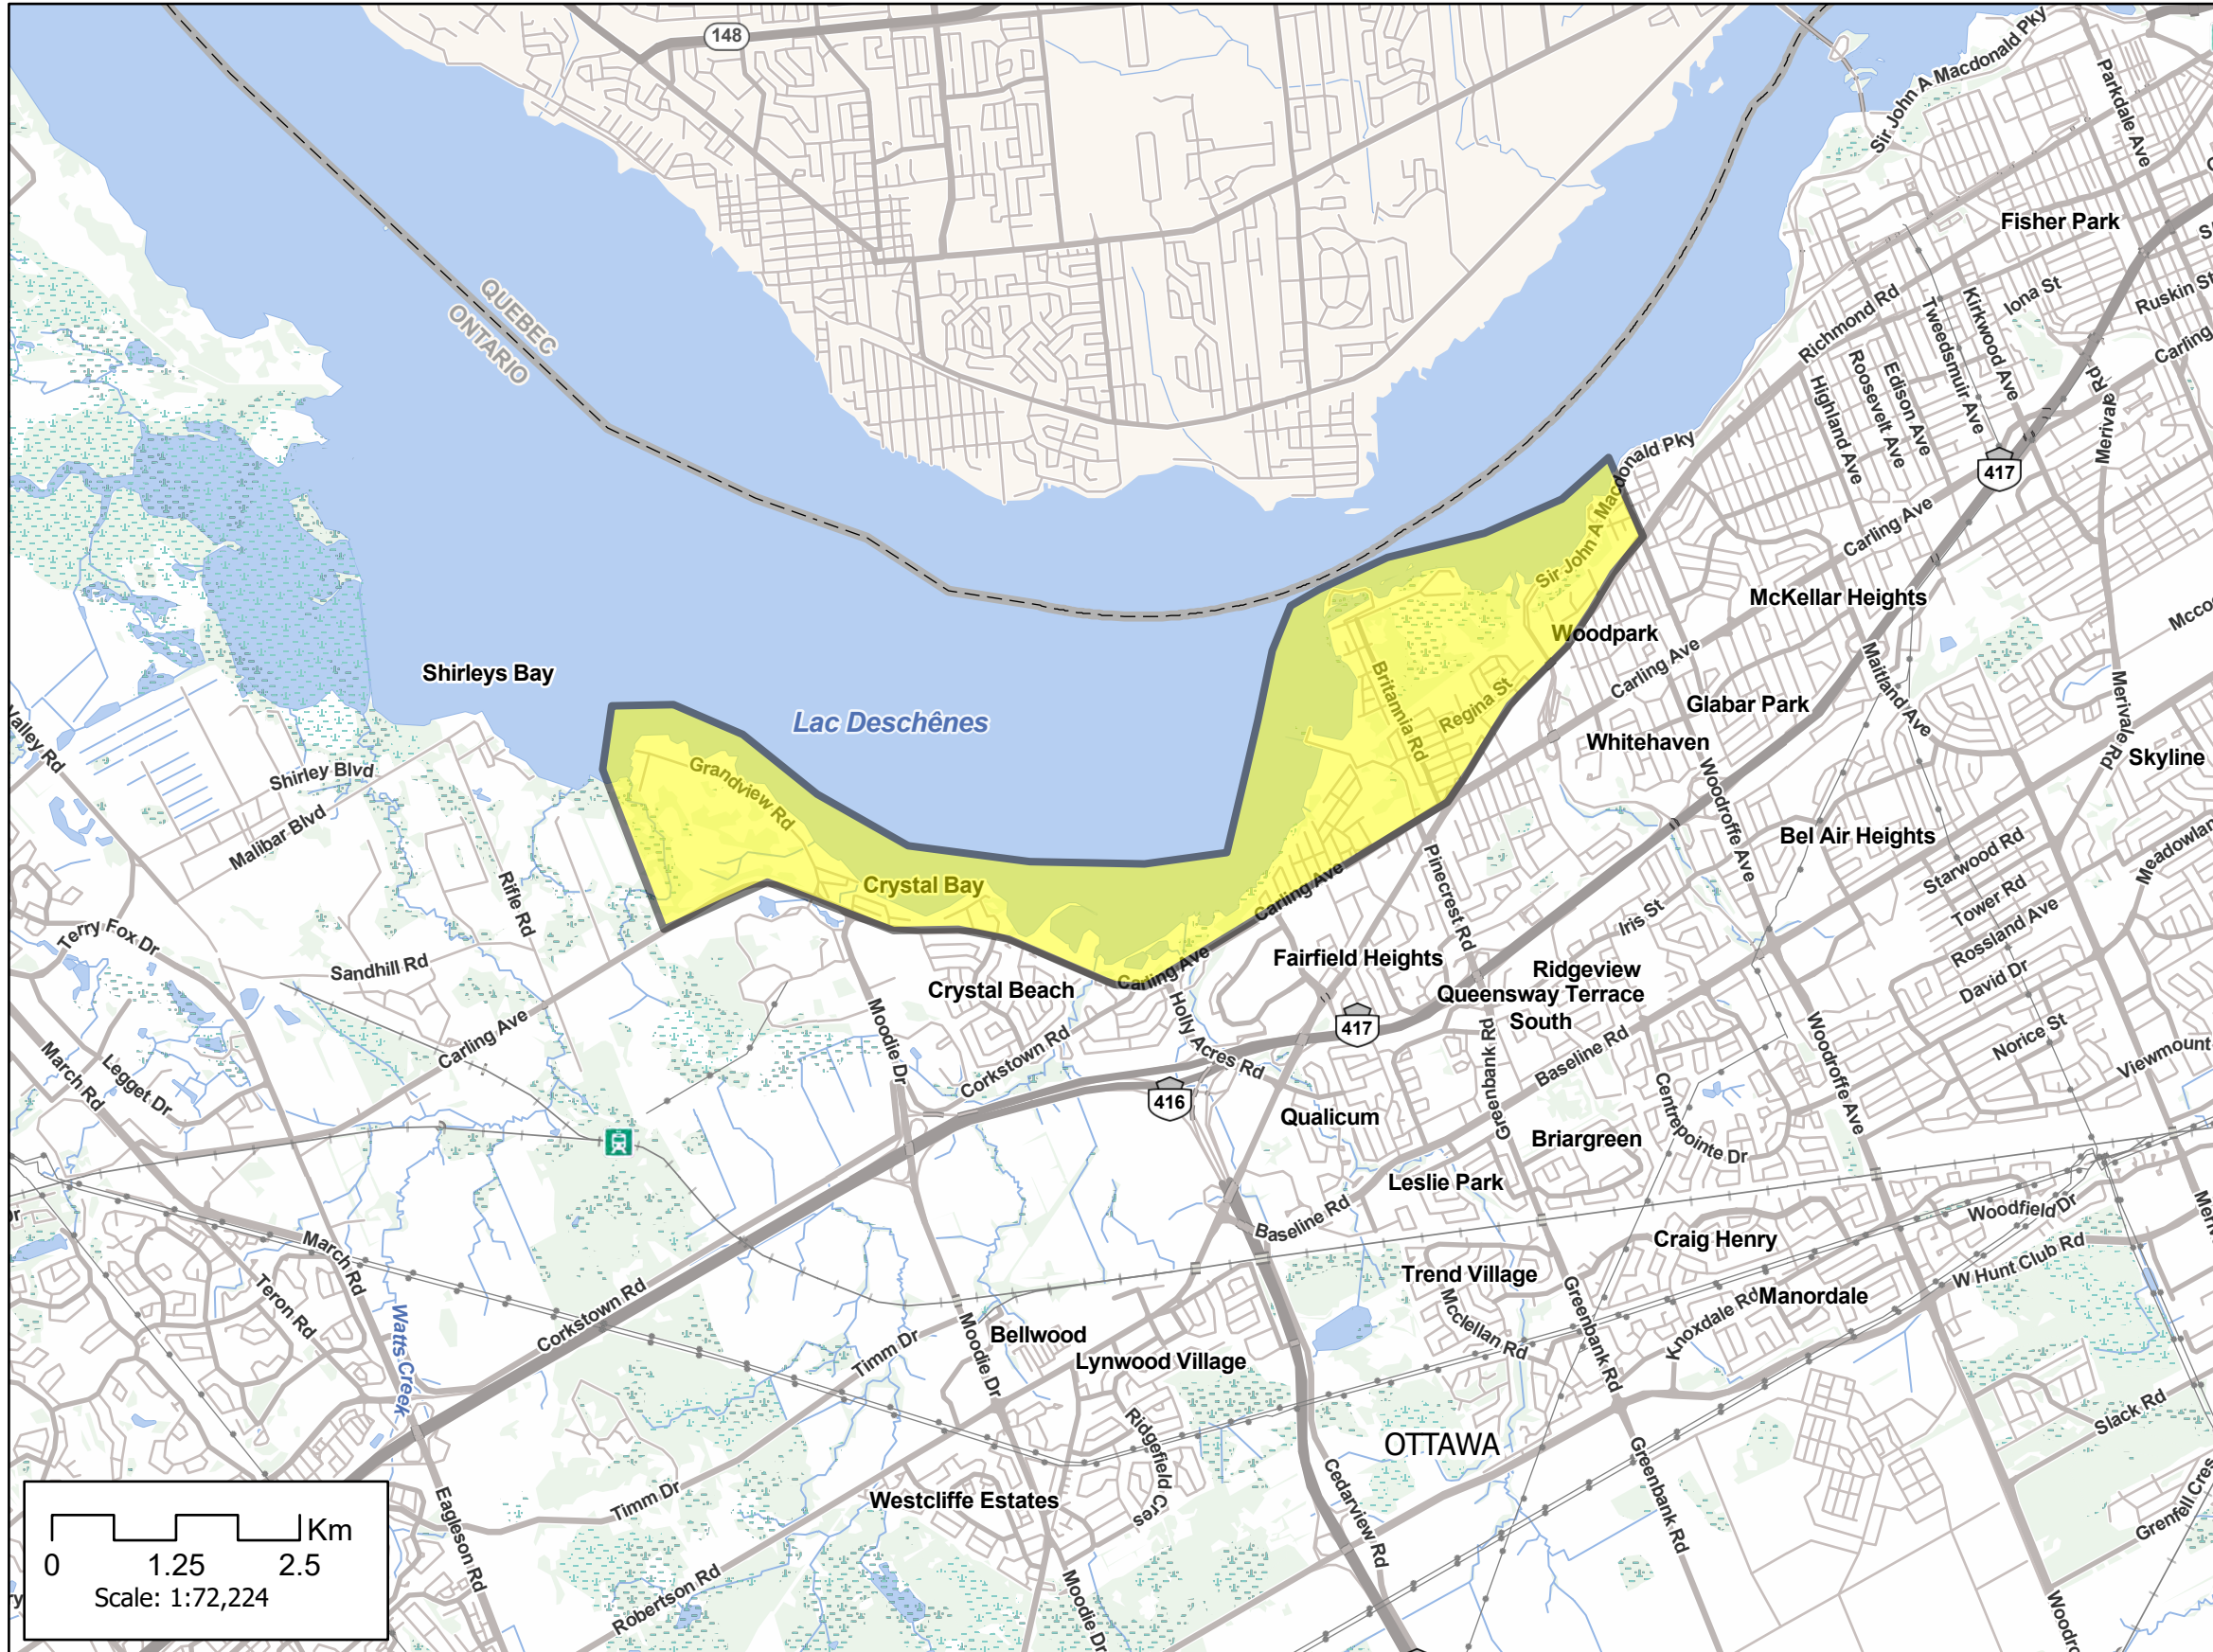 148
Sir John A Macdonald Pky
Parkdale Ave
Fisher Park
QUEBEC
ONTARIO
Iona St
Ruskin St
Kirkwood Ave
Tweedsmuir Ave
Richmond Rd
Edison Ave
Roosevelt Ave
Highland Ave
Carling
Merivale Rd
417
Sir John A Macdonald Pky
Carling Ave
McKellar Heights
Woodpark
Maitland Ave
Carling Ave
Merivale Rd
Shirleys Bay
Lac Deschênes
Britannia Rd
Regina St
Glabar Park
Whitehaven
Skyline
Valley Rd
Shirley Blvd
Malibar Blvd
Grandview Rd
Woodroffe Ave
Bel Air Heights
Starwood Rd
Meadowlan
Tower Rd
Rossland Ave
David Dr
Norice St
Viewmount
Rifle Rd
Crystal Bay
Carling Ave
Pinecrest Rd
Iris St
Terry Fox Dr
Sandhill Rd
Crystal Beach
Carling Ave
Fairfield Heights
Ridgeview
Queensway Terrace
South
417
Holly Acres Rd
Moodie Dr
Corkstown Rd
Carling Ave
March Rd
Legget Dr
416
Greenbank Rd
Baseline Rd
Centrepointe Dr
Woodroffe Ave
Qualicum
Briargreen
Leslie Park
Baseline Rd
Woodfield Dr
W Hunt Club Rd
Craig Henry
Trend Village
Manordale
Knoxdale Rd
Mcclellan Rd
Greenbank Rd
March Rd
Teron Rd
Watts Creek
Corkstown Rd
Timm Dr
Moodie Dr
Bellwood
Lynwood Village
Ridgefield Cres
OTTAWA
Slack Rd
Grenfell Cres
Greenbank Rd
Cedarview Rd
Westcliffe Estates
Timm Dr
Eagleson Rd
Robertson Rd
Moodie Dr
Km
0 1.25 2.5
Scale: 1:72,224